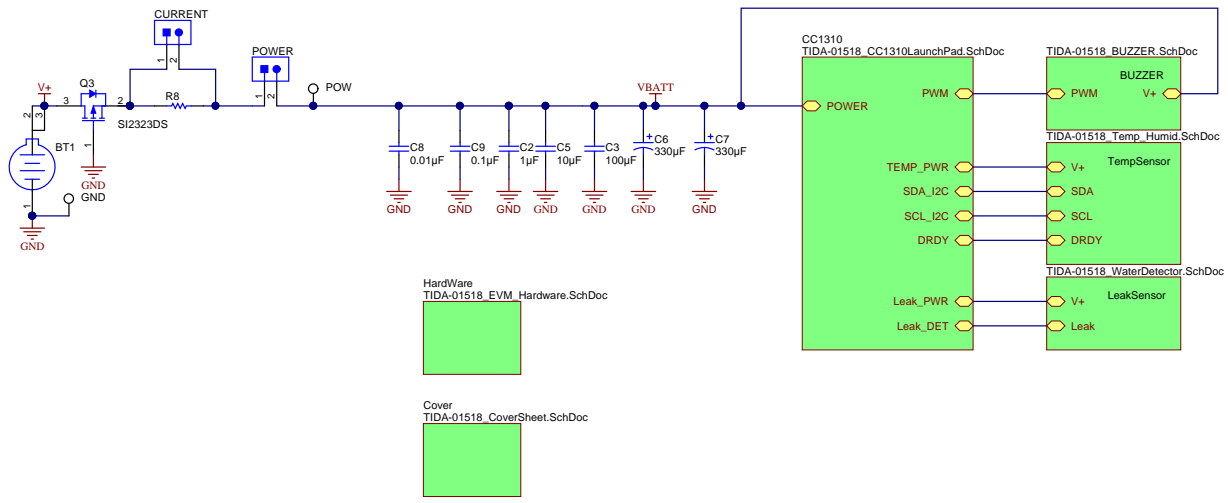 CURRENT
1
2
POWER
1
2
POW
V+
Q3
3
2
SI2323DS
1
GND
R8
2
3
BT1
1
GND
GND
VBATT
C8
0.01µF
GND
C9
0.1µF
GND
C2
1µF
GND
C5
10µF
GND
C3
100µF
GND
C6
330µF
GND
C7
330µF
GND
CC1310
TIDA-01518_CC1310LaunchPad.SchDoc
POWER
PWM
TEMP_PWR
SDA_I2C
SCL_I2C
DRDY
Leak_PWR
Leak_DET
TIDA-01518_BUZZER.SchDoc
BUZZER
PWM
V+
TIDA-01518_Temp_Humid.SchDoc
TempSensor
V+
SDA
SCL
DRDY
TIDA-01518_WaterDetector.SchDoc
LeakSensor
V+
Leak
HardWare
TIDA-01518_EVM_Hardware.SchDoc
Cover
TIDA-01518_CoverSheet.SchDoc